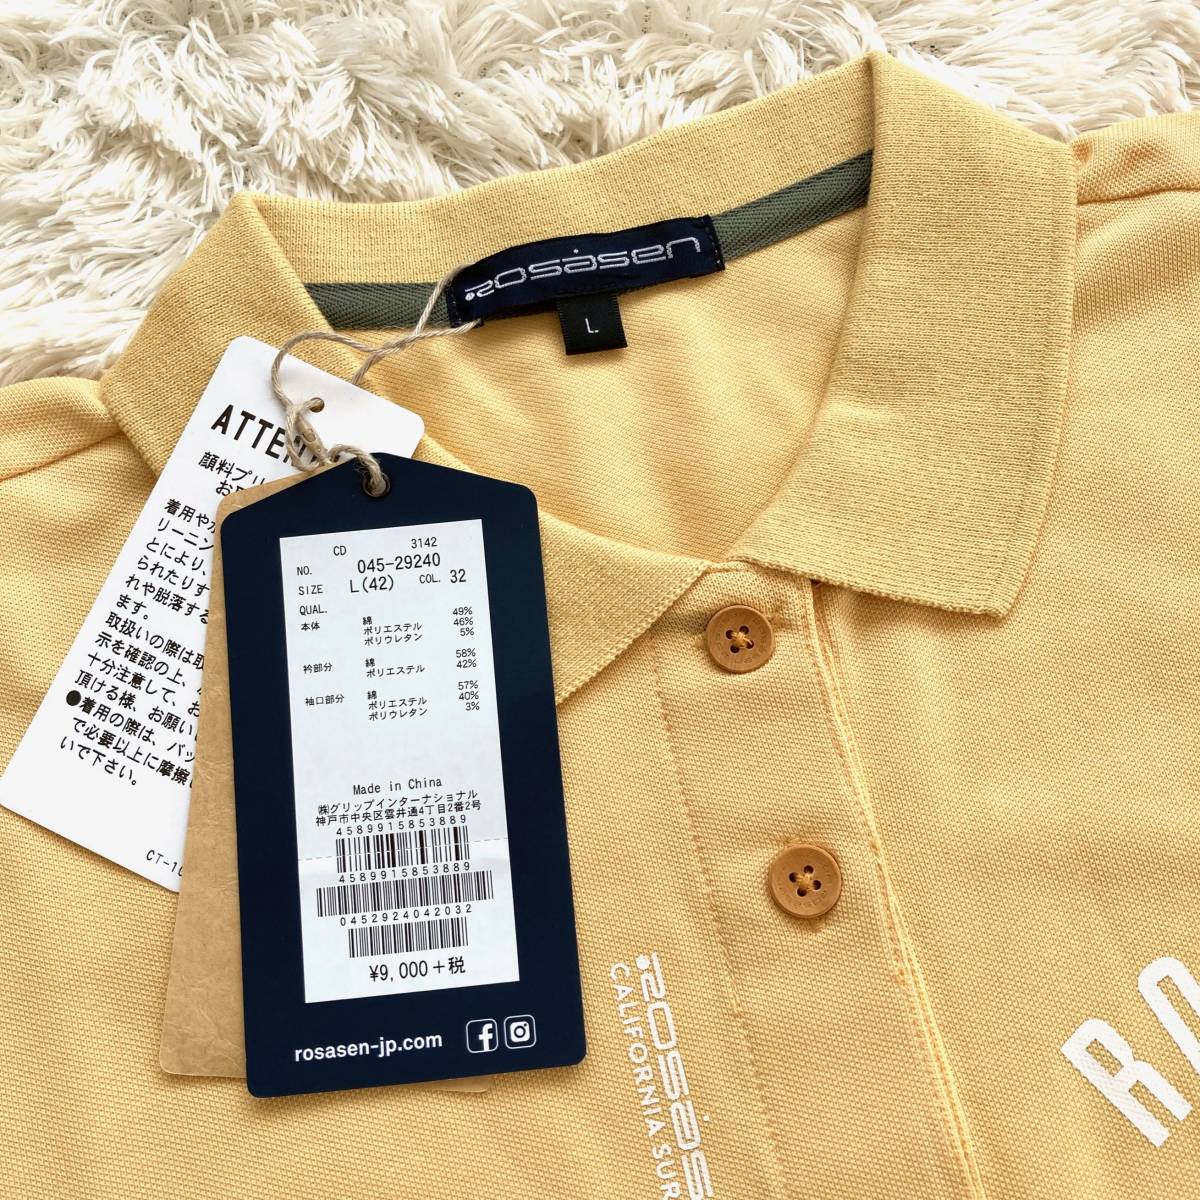 rosasen
L.
ATTEN
顔料プリ
着用や
リーニン
とにより、
られたりす
れや脱落する
ます。
取扱いの際は取
示を確認の上、
十分注意して、お
頂ける様、お願い
●着用の際は、バッ
で必要以上に摩擦
いで下さい。
CD 3142
NO. 045-29240
SIZE L(42) COL. 32
QUAL.
本体 綿 49%
ポリエステル 46%
ポリウレタン 5%
衿部分 綿 58%
ポリエステル 42%
袖口部分 綿 57%
ポリエステル 40%
ポリウレタン 3%
Made in China
㈱グリップインターナショナル
神戸市中央区雲井通4丁目2番2号
4589915853889
4589915853889
0452924042032
¥9,000+税
rosasen-jp.com
rosas
CALIFORNIA SUR
RO